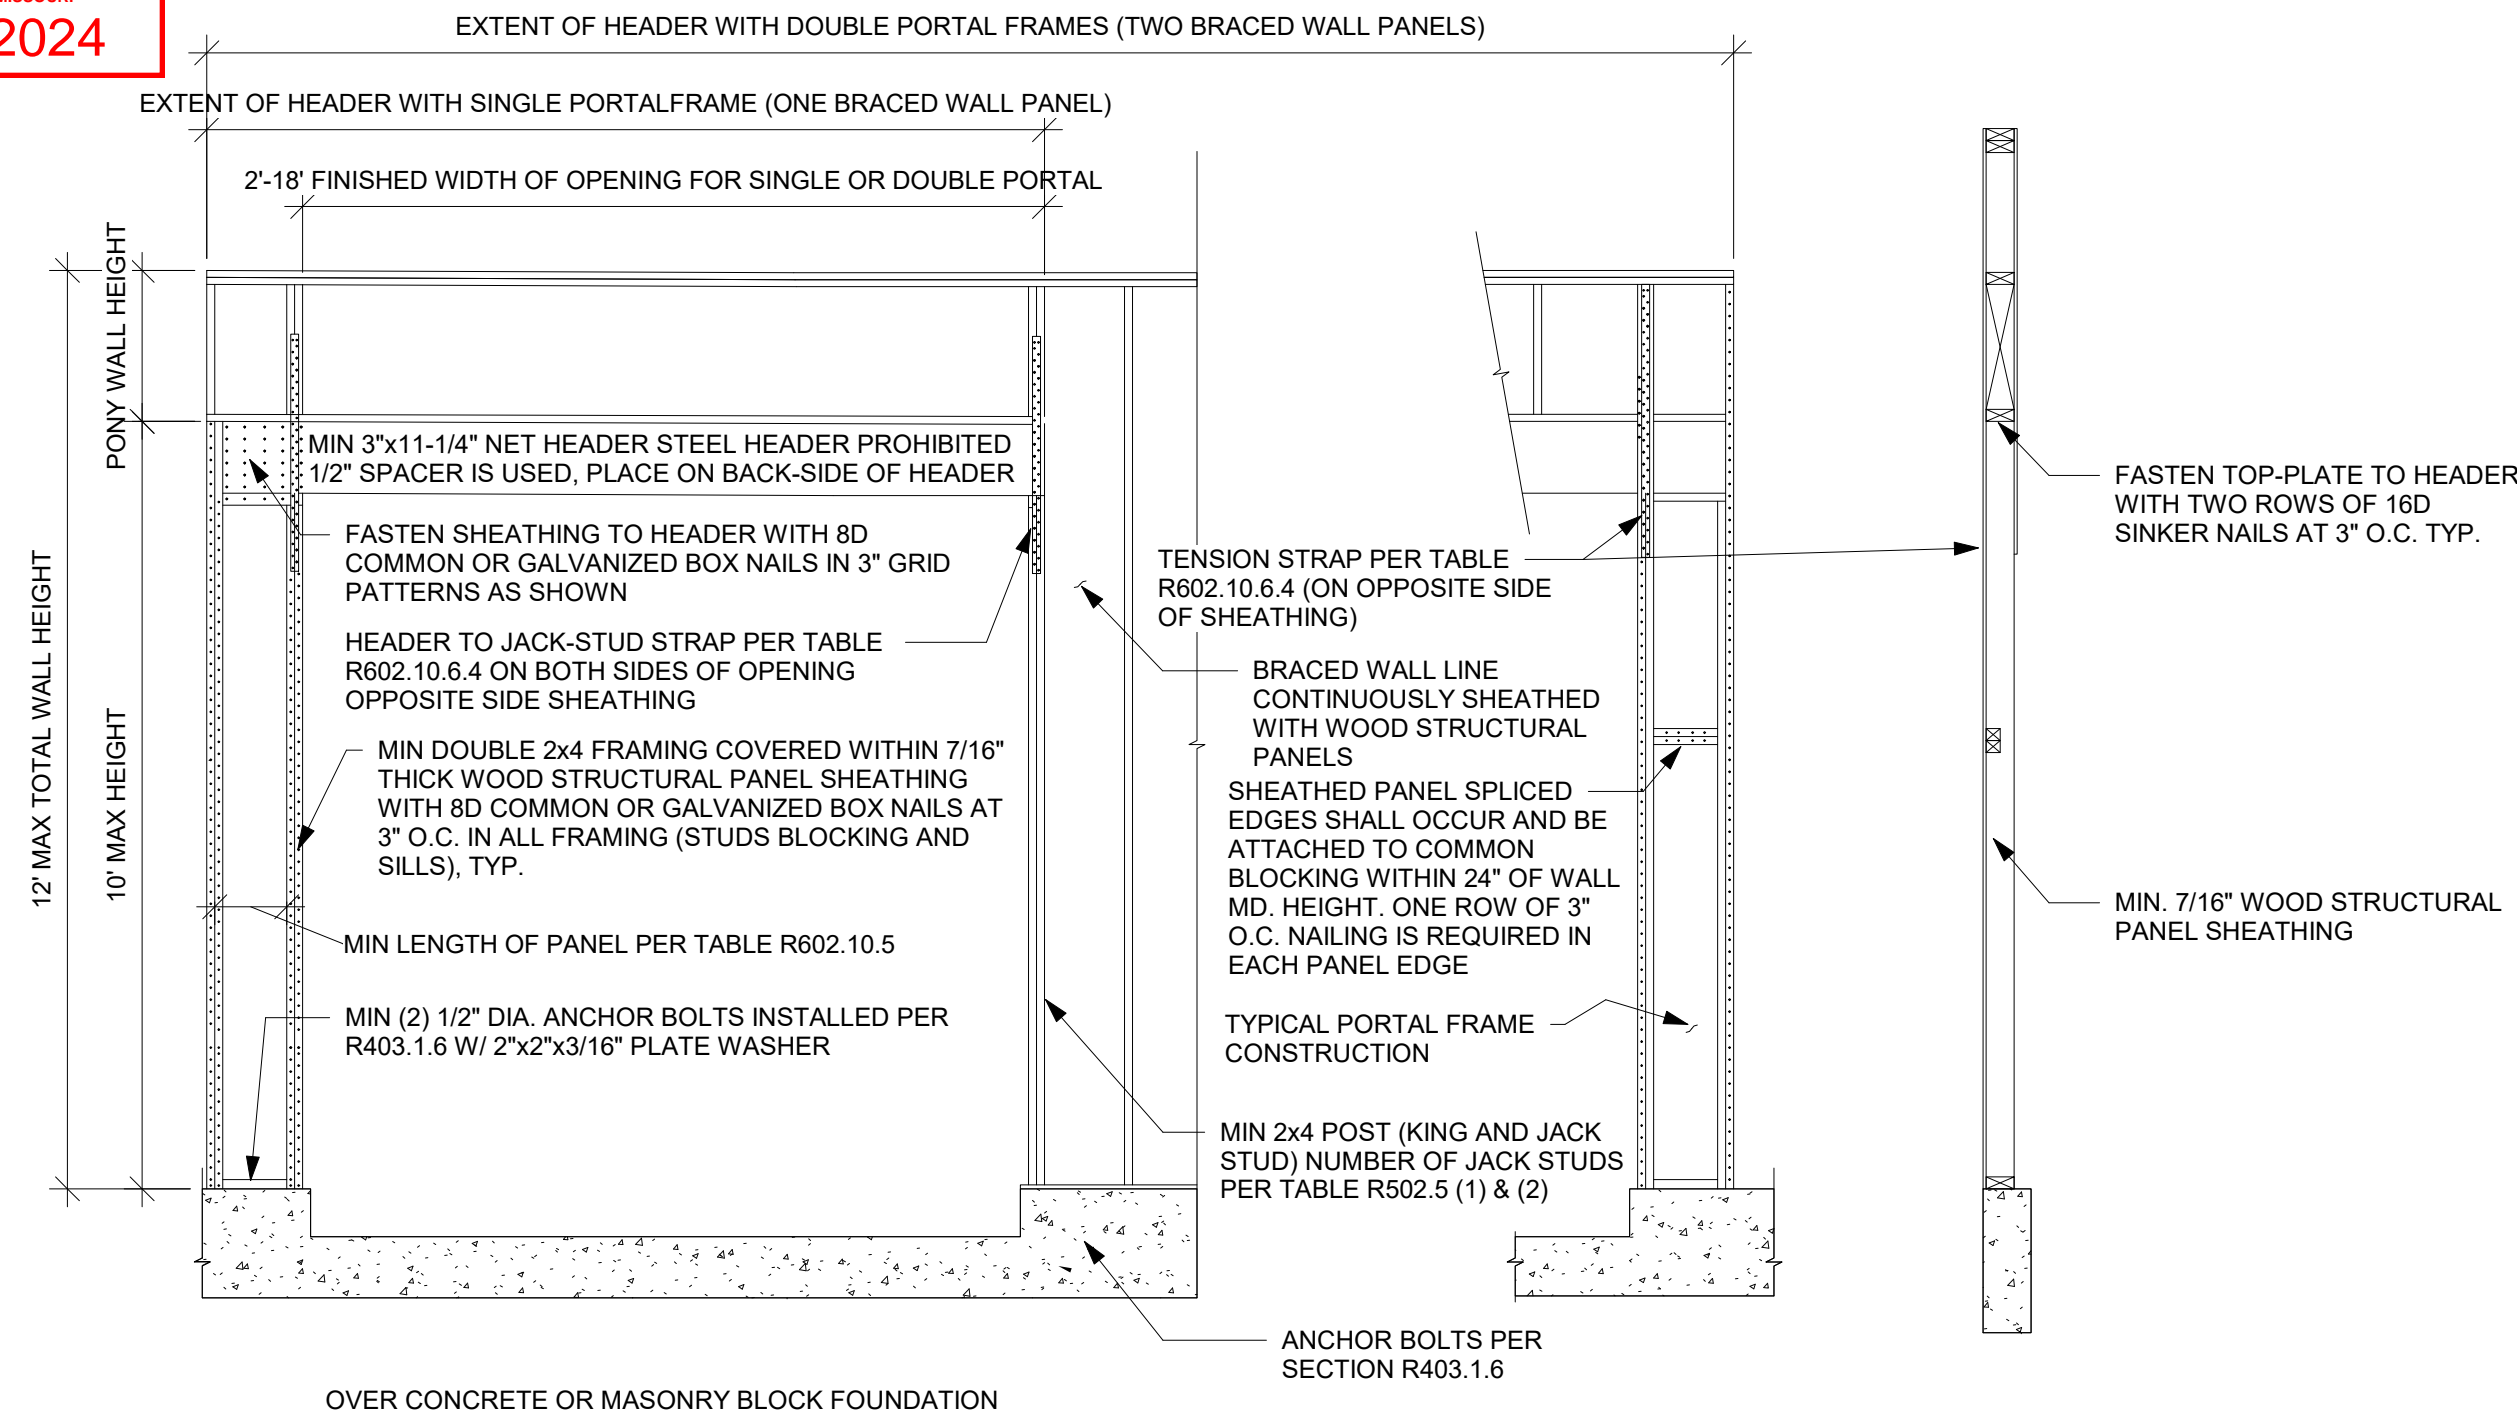 2024
EXTENT OF HEADER WITH DOUBLE PORTAL FRAMES (TWO BRACED WALL PANELS)
EXTENT OF HEADER WITH SINGLE PORTALFRAME (ONE BRACED WALL PANEL)
2'-18' FINISHED WIDTH OF OPENING FOR SINGLE OR DOUBLE PORTAL
PONY WALL HEIGHT
12' MAX TOTAL WALL HEIGHT
10' MAX HEIGHT
MIN 3"x11-1/4" NET HEADER STEEL HEADER PROHIBITED
1/2" SPACER IS USED, PLACE ON BACK-SIDE OF HEADER
FASTEN SHEATHING TO HEADER WITH 8D
COMMON OR GALVANIZED BOX NAILS IN 3" GRID
PATTERNS AS SHOWN
HEADER TO JACK-STUD STRAP PER TABLE
R602.10.6.4 ON BOTH SIDES OF OPENING
OPPOSITE SIDE SHEATHING
MIN DOUBLE 2x4 FRAMING COVERED WITHIN 7/16"
THICK WOOD STRUCTURAL PANEL SHEATHING
WITH 8D COMMON OR GALVANIZED BOX NAILS AT
3" O.C. IN ALL FRAMING (STUDS BLOCKING AND
SILLS), TYP.
MIN LENGTH OF PANEL PER TABLE R602.10.5
MIN (2) 1/2" DIA. ANCHOR BOLTS INSTALLED PER
R403.1.6 W/ 2"x2"x3/16" PLATE WASHER
TENSION STRAP PER TABLE
R602.10.6.4 (ON OPPOSITE SIDE
OF SHEATHING)
BRACED WALL LINE
CONTINUOUSLY SHEATHED
WITH WOOD STRUCTURAL
PANELS
SHEATHED PANEL SPLICED
EDGES SHALL OCCUR AND BE
ATTACHED TO COMMON
BLOCKING WITHIN 24" OF WALL
MD. HEIGHT. ONE ROW OF 3"
O.C. NAILING IS REQUIRED IN
EACH PANEL EDGE
TYPICAL PORTAL FRAME
CONSTRUCTION
MIN 2x4 POST (KING AND JACK
STUD) NUMBER OF JACK STUDS
PER TABLE R502.5 (1) & (2)
ANCHOR BOLTS PER
SECTION R403.1.6
FASTEN TOP-PLATE TO HEADER
WITH TWO ROWS OF 16D
SINKER NAILS AT 3" O.C. TYP.
MIN. 7/16" WOOD STRUCTURAL
PANEL SHEATHING
OVER CONCRETE OR MASONRY BLOCK FOUNDATION